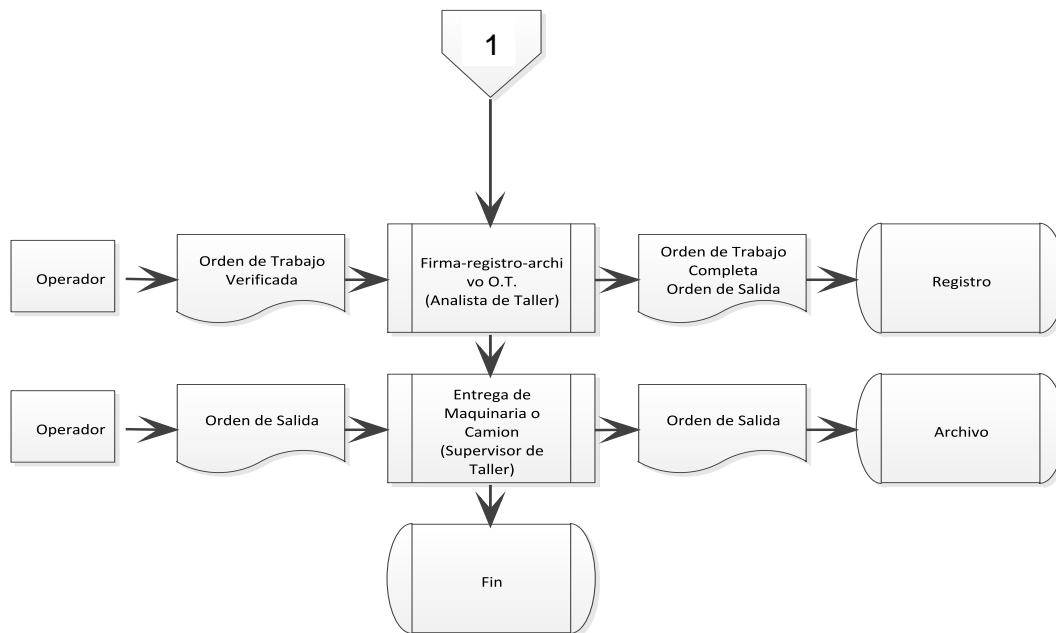 1
Operador
Orden de Trabajo
Verificada
Firma-registro-archi
vo O.T.
(Analista de Taller)
Orden de Trabajo
Completa
Orden de Salida
Registro
Operador
Orden de Salida
Entrega de
Maquinaria o
Camion
(Supervisor de
Taller)
Orden de Salida
Archivo
Fin